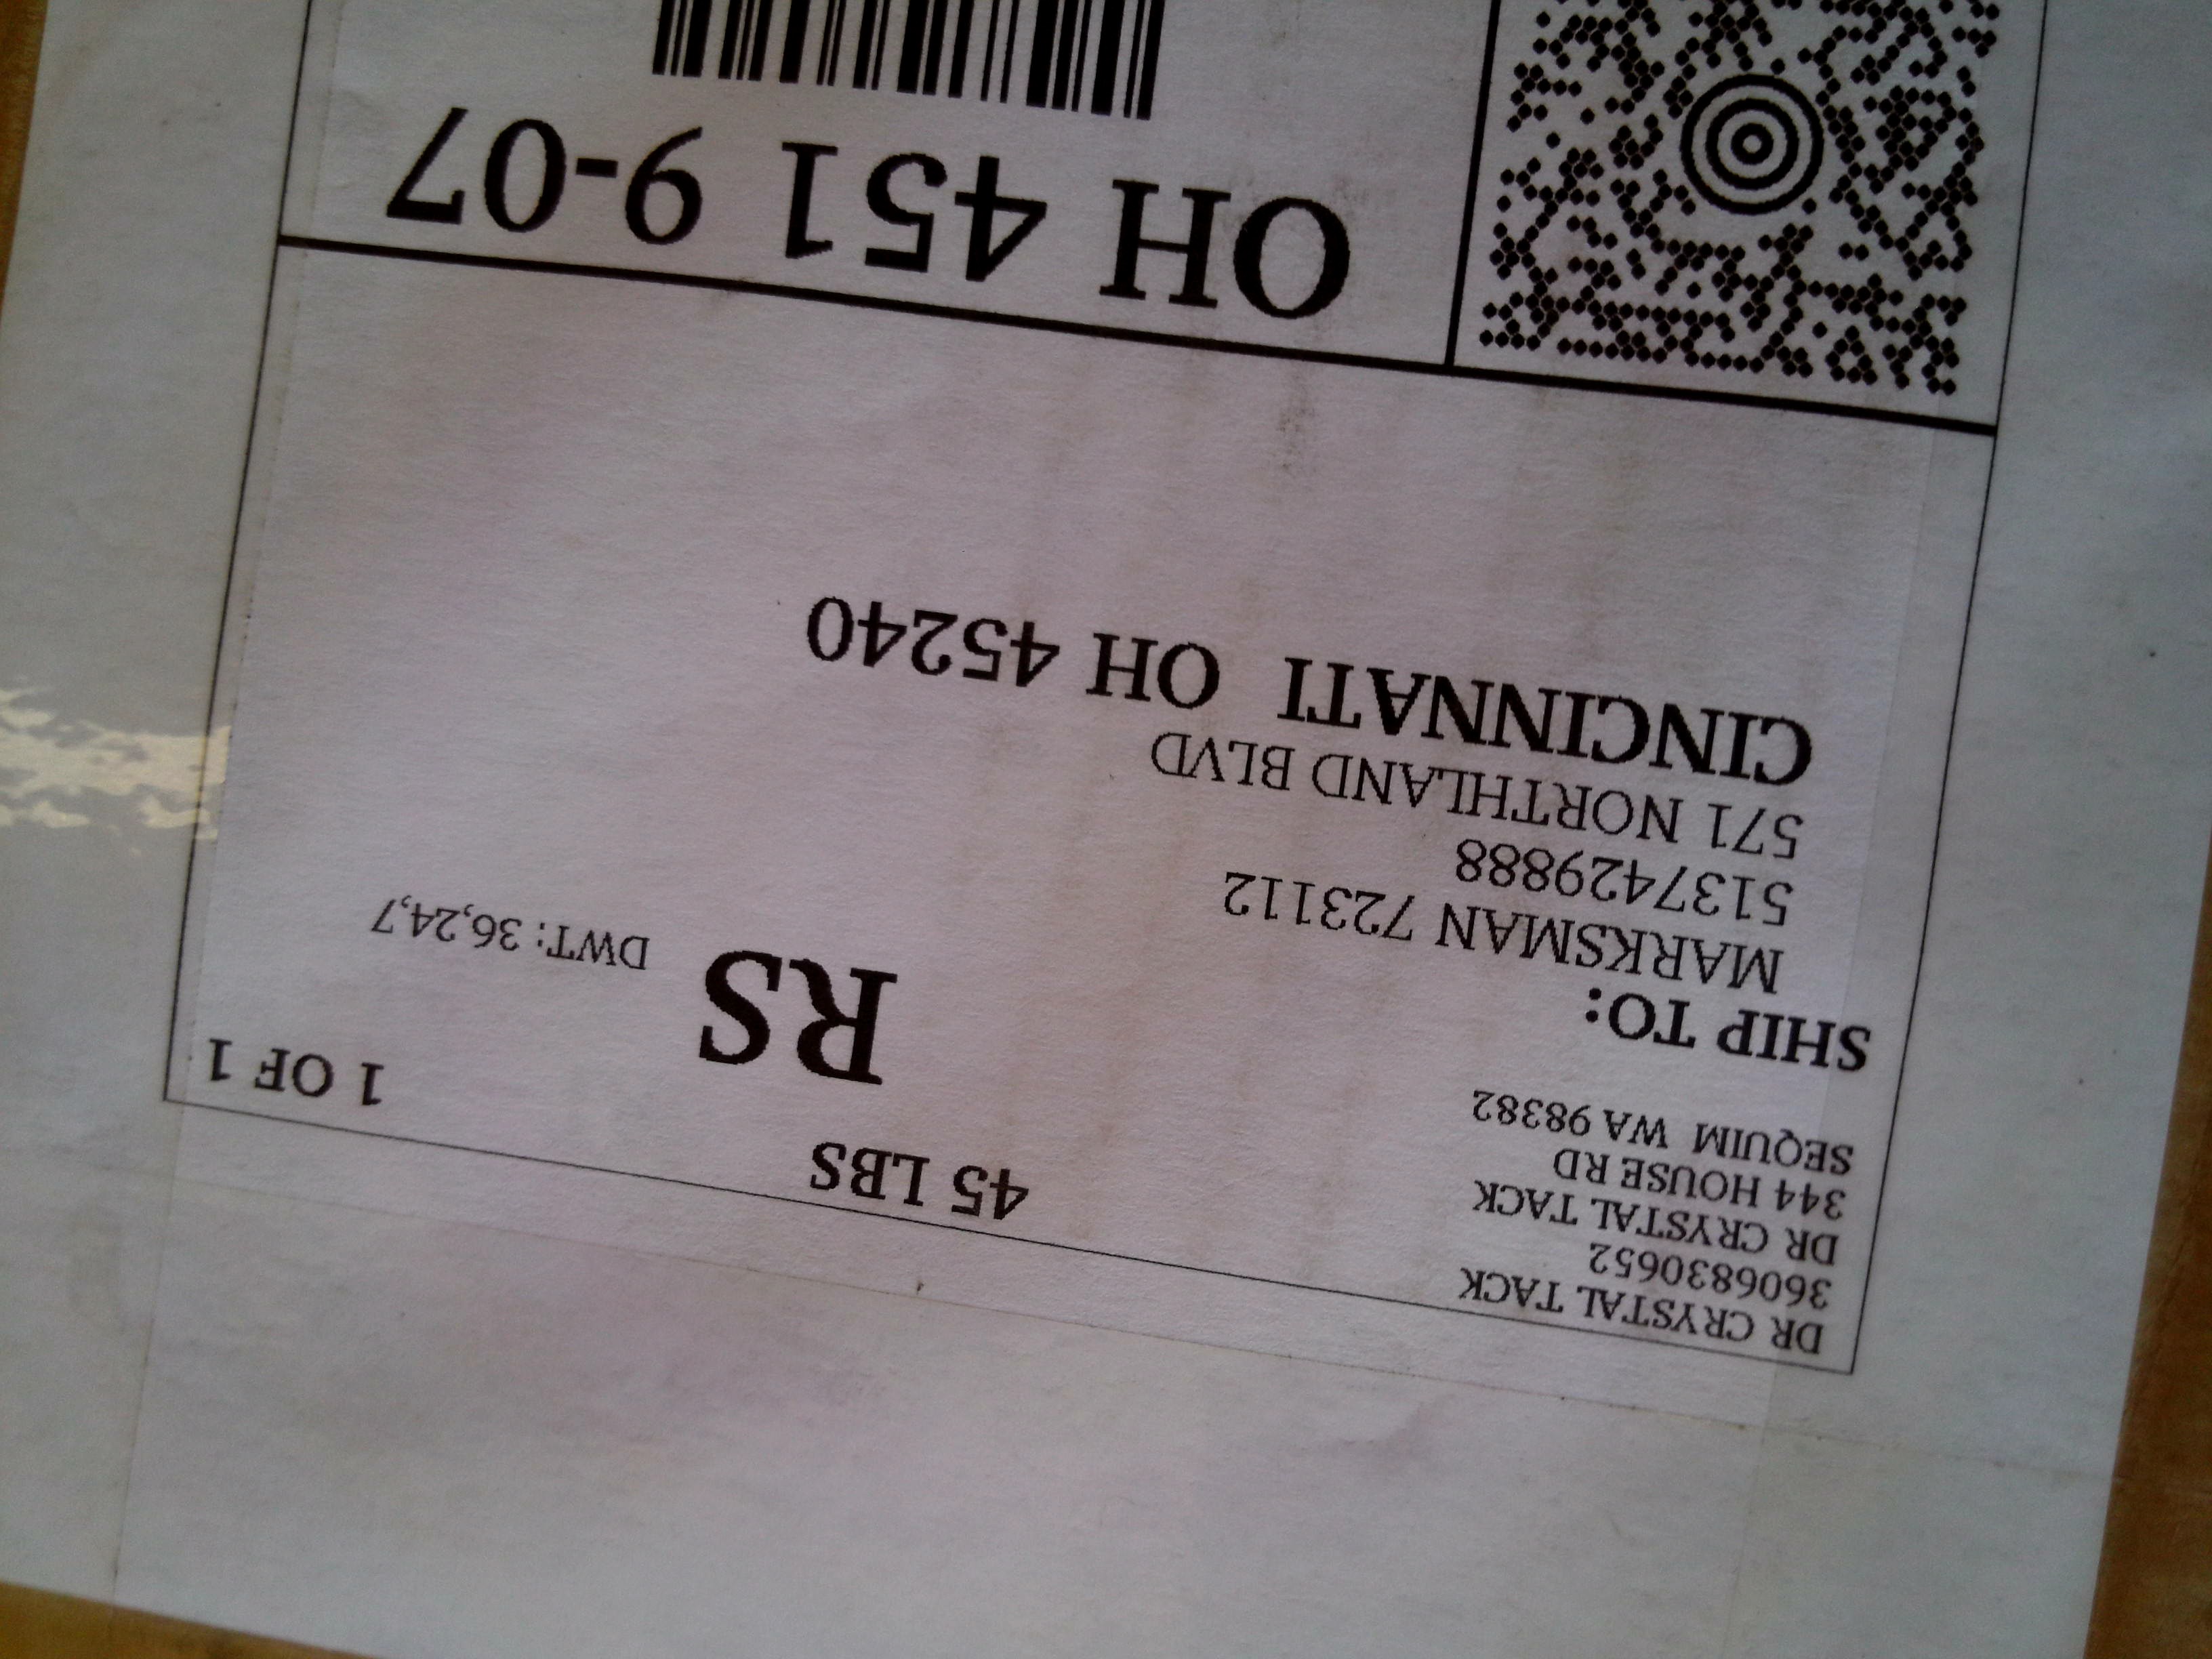 DR CRYSTAL TACK
3606830652
DR CRYSTAL TACK
344 HOUSE RD
SEQUIM WA 98382
45 LBS
1 OF 1
RS
DWT: 36,24,7
SHIP TO:
MARKSMAN 723112
5137429888
571 NORTHLAND BLVD
CINCINNATI OH 45240
OH 451 9-07